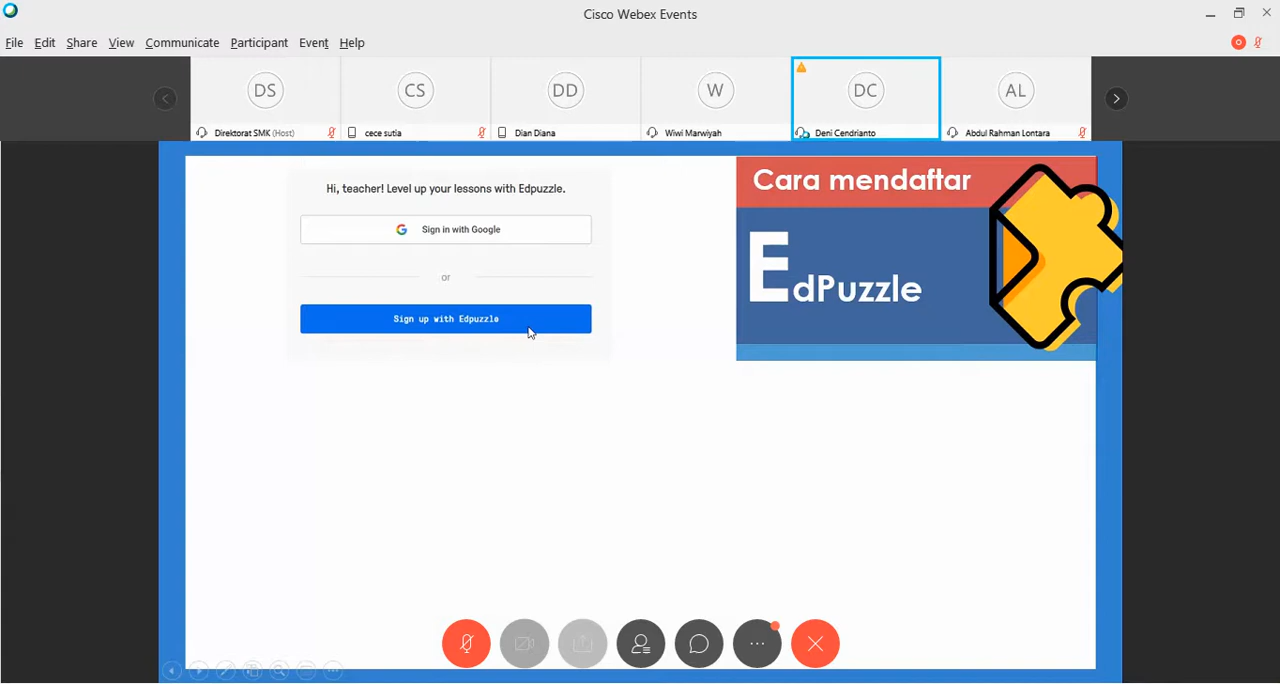 Cisco Webex Events
File Edit Share View Communicate Participant Event Help
DS CS DD W DC AL
Direktorat SMK (Host) cece sutia Dian Diana Wiwi Marwiyah Deni Cendrianto Abdul Rahman Lontara
Hi, teacher! Level up your lessons with Edpuzzle.
Sign in with Google
or
Sign up with Edpuzzle
Cara mendaftar
EdPuzzle